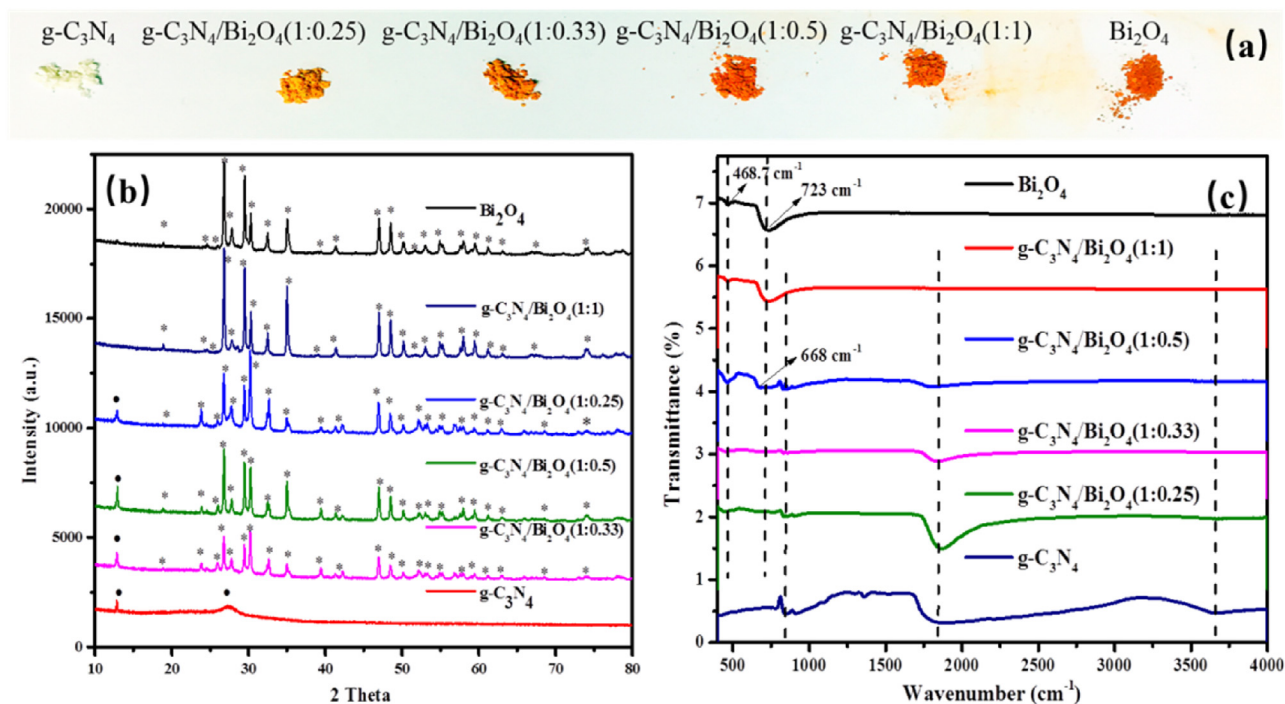 g-C₃N₄ g-C₃N₄/Bi₂O₄(1:0.25) g-C₃N₄/Bi₂O₄(1:0.33) g-C₃N₄/Bi₂O₄(1:0.5) g-C₃N₄/Bi₂O₄(1:1) Bi₂O₄ (a)
(b)
Intensity (a.u.)
20000
15000
10000
5000
0
Bi₂O₄
g-C₃N₄/Bi₂O₄(1:1)
g-C₃N₄/Bi₂O₄(1:0.25)
g-C₃N₄/Bi₂O₄(1:0.5)
g-C₃N₄/Bi₂O₄(1:0.33)
g-C₃N₄
10 20 30 40 50 60 70 80
2 Theta
(c)
Transmittance (%)
7
6
5
4
3
2
1
0
468.7 cm⁻¹
723 cm⁻¹
668 cm⁻¹
Bi₂O₄
g-C₃N₄/Bi₂O₄(1:1)
g-C₃N₄/Bi₂O₄(1:0.5)
g-C₃N₄/Bi₂O₄(1:0.33)
g-C₃N₄/Bi₂O₄(1:0.25)
g-C₃N₄
500 1000 1500 2000 2500 3000 3500 4000
Wavenumber (cm⁻¹)